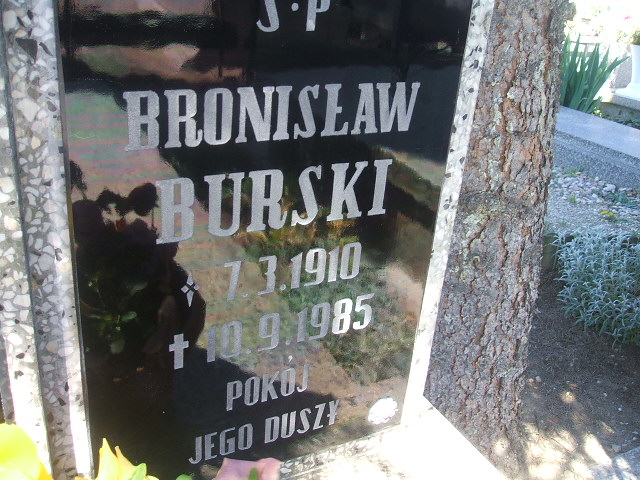 Ś.P
BRONISŁAW
BURSKI
7.3.1910
† 10.9.1985
POKÓJ
JEGO DUSZY